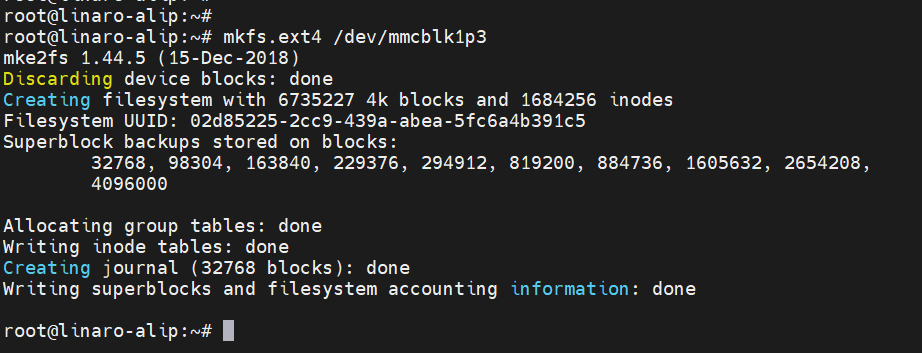 root@linaro-alip:~#
root@linaro-alip:~#
root@linaro-alip:~# mkfs.ext4 /dev/mmcblk1p3
mke2fs 1.44.5 (15-Dec-2018)
Discarding device blocks: done
Creating filesystem with 6735227 4k blocks and 1684256 inodes
Filesystem UUID: 02d85225-2cc9-439a-abea-5fc6a4b391c5
Superblock backups stored on blocks:
32768, 98304, 163840, 229376, 294912, 819200, 884736, 1605632, 2654208,
4096000
Allocating group tables: done
Writing inode tables: done
Creating journal (32768 blocks): done
Writing superblocks and filesystem accounting information: done
root@linaro-alip:~#